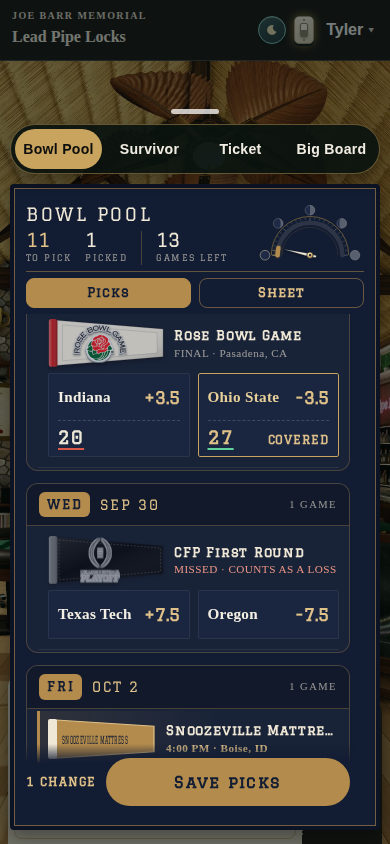 JOE BARR MEMORIAL
Lead Pipe Locks
Tyler
Bowl Pool
Survivor
Ticket
Big Board
BOWL POOL
11 TO PICK
1 PICKED
13 GAMES LEFT
PICKS
SHEET
ROSE BOWL GAME
ROSE BOWL GAME
FINAL · Pasadena, CA
Indiana +3.5
20
Ohio State -3.5
27 COVERED
WED SEP 30 1 GAME
PLAYOFF
CFP FIRST ROUND
MISSED · COUNTS AS A LOSS
Texas Tech +7.5
Oregon -7.5
FRI OCT 2 1 GAME
SNOOZEVILLE MATTRESS
SNOOZEVILLE MATTRE…
4:00 PM · Boise, ID
1 CHANGE
SAVE PICKS